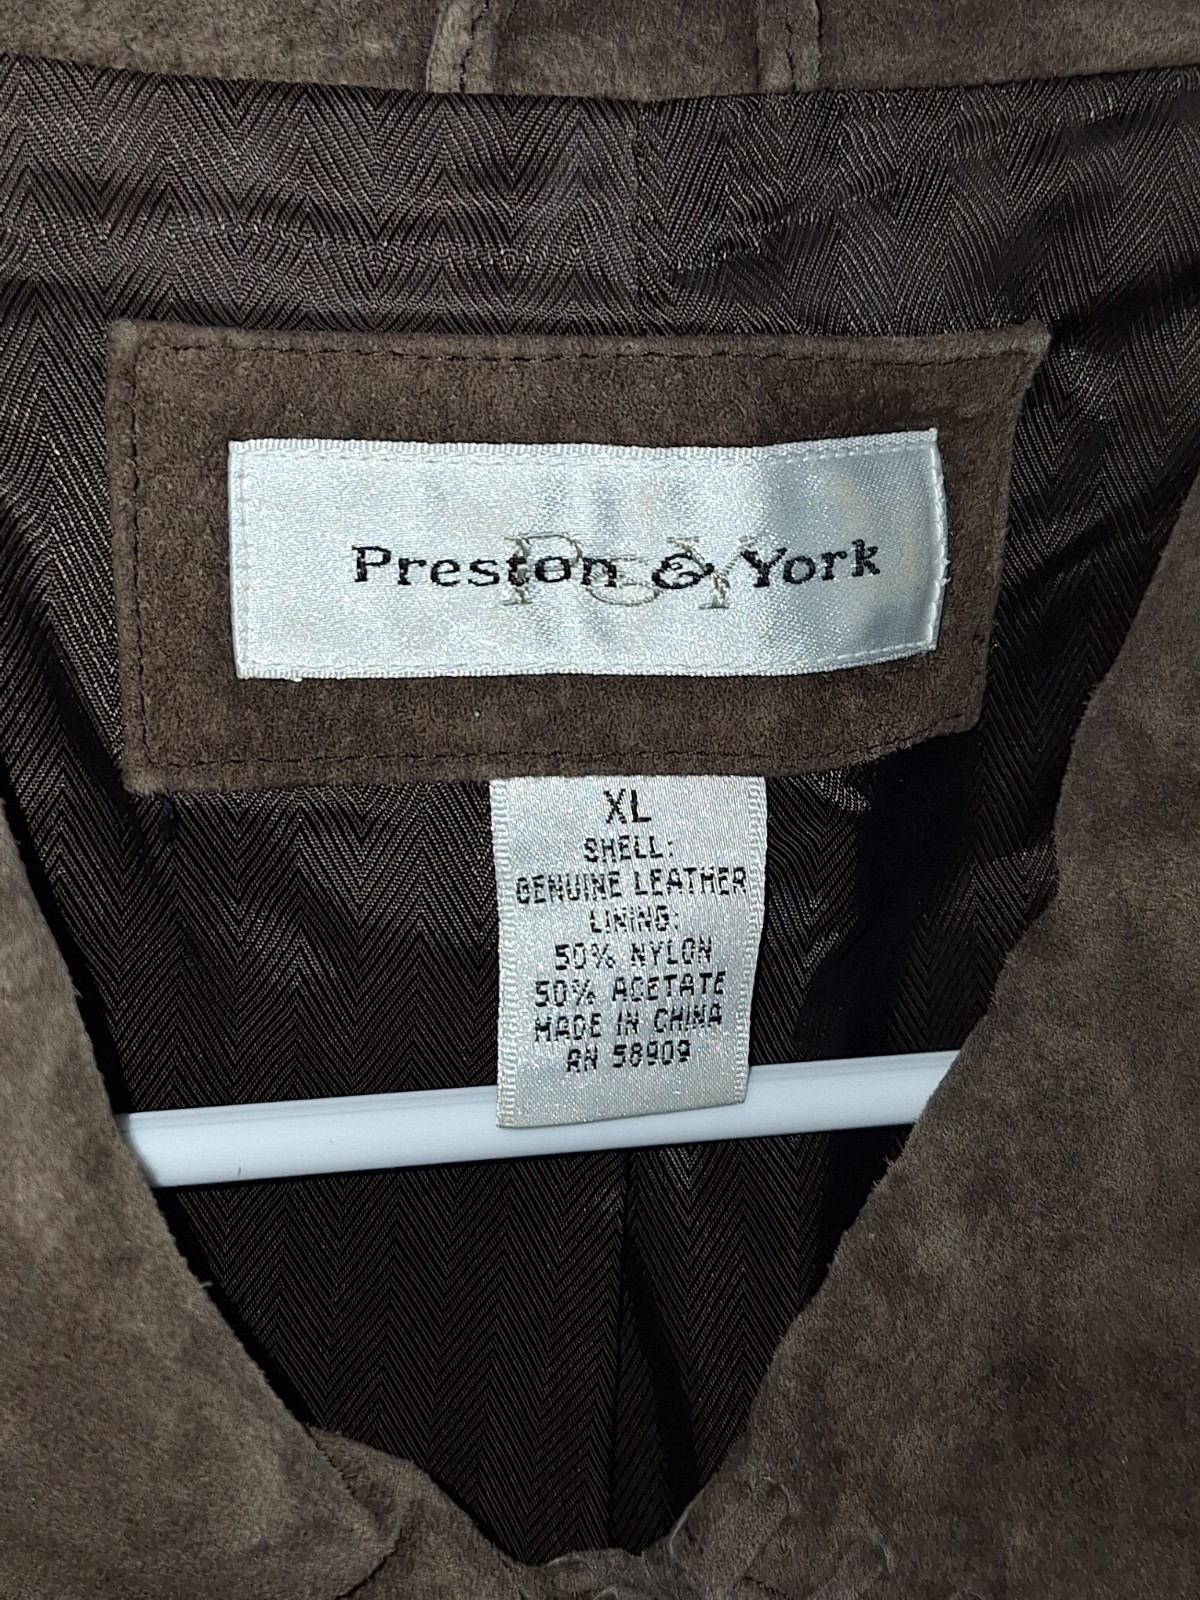 Preston & York
P&Y
XL
SHELL:
GENUINE LEATHER
LINING:
50% NYLON
50% ACETATE
MADE IN CHINA
RN 58909